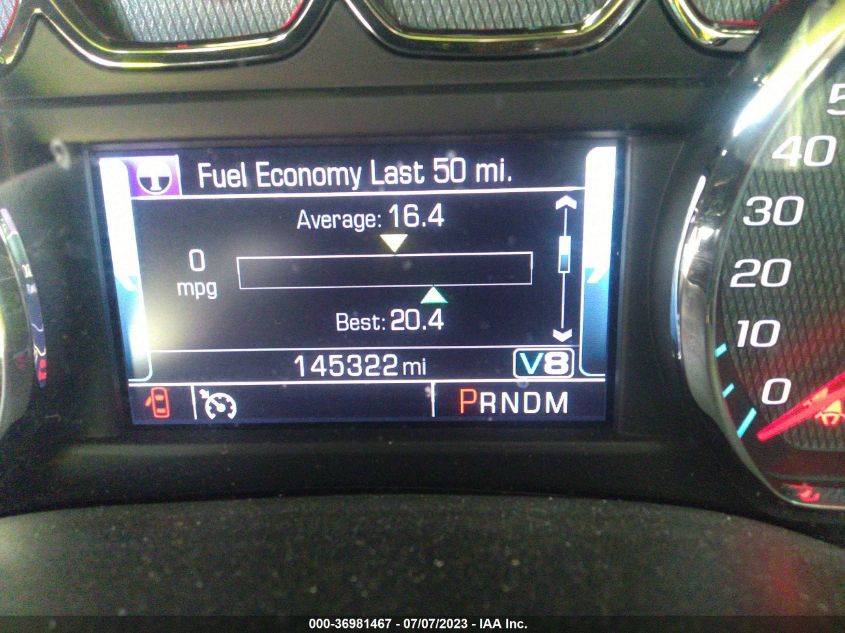 Fuel Economy Last 50 mi.
Average: 16.4
0
mpg
Best: 20.4
145322 mi
V8
PRNDM
5
40
30
20
10
0
000-36981467 - 07/07/2023 - IAA Inc.